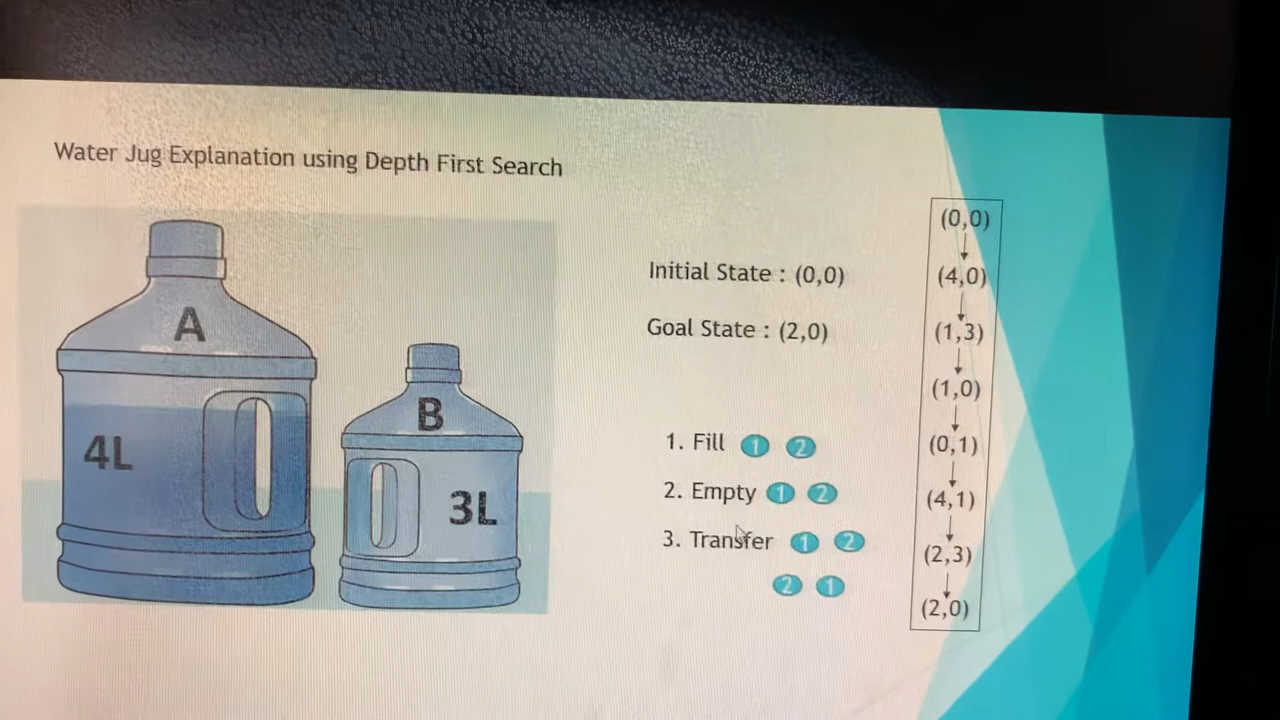 Water Jug Explanation using Depth First Search
A
4L
B
3L
Initial State : (0,0)
Goal State : (2,0)
1. Fill 1 2
2. Empty 1 2
3. Transfer 1 2
2 1
(0,0)
(4,0)
(1,3)
(1,0)
(0,1)
(4,1)
(2,3)
(2,0)